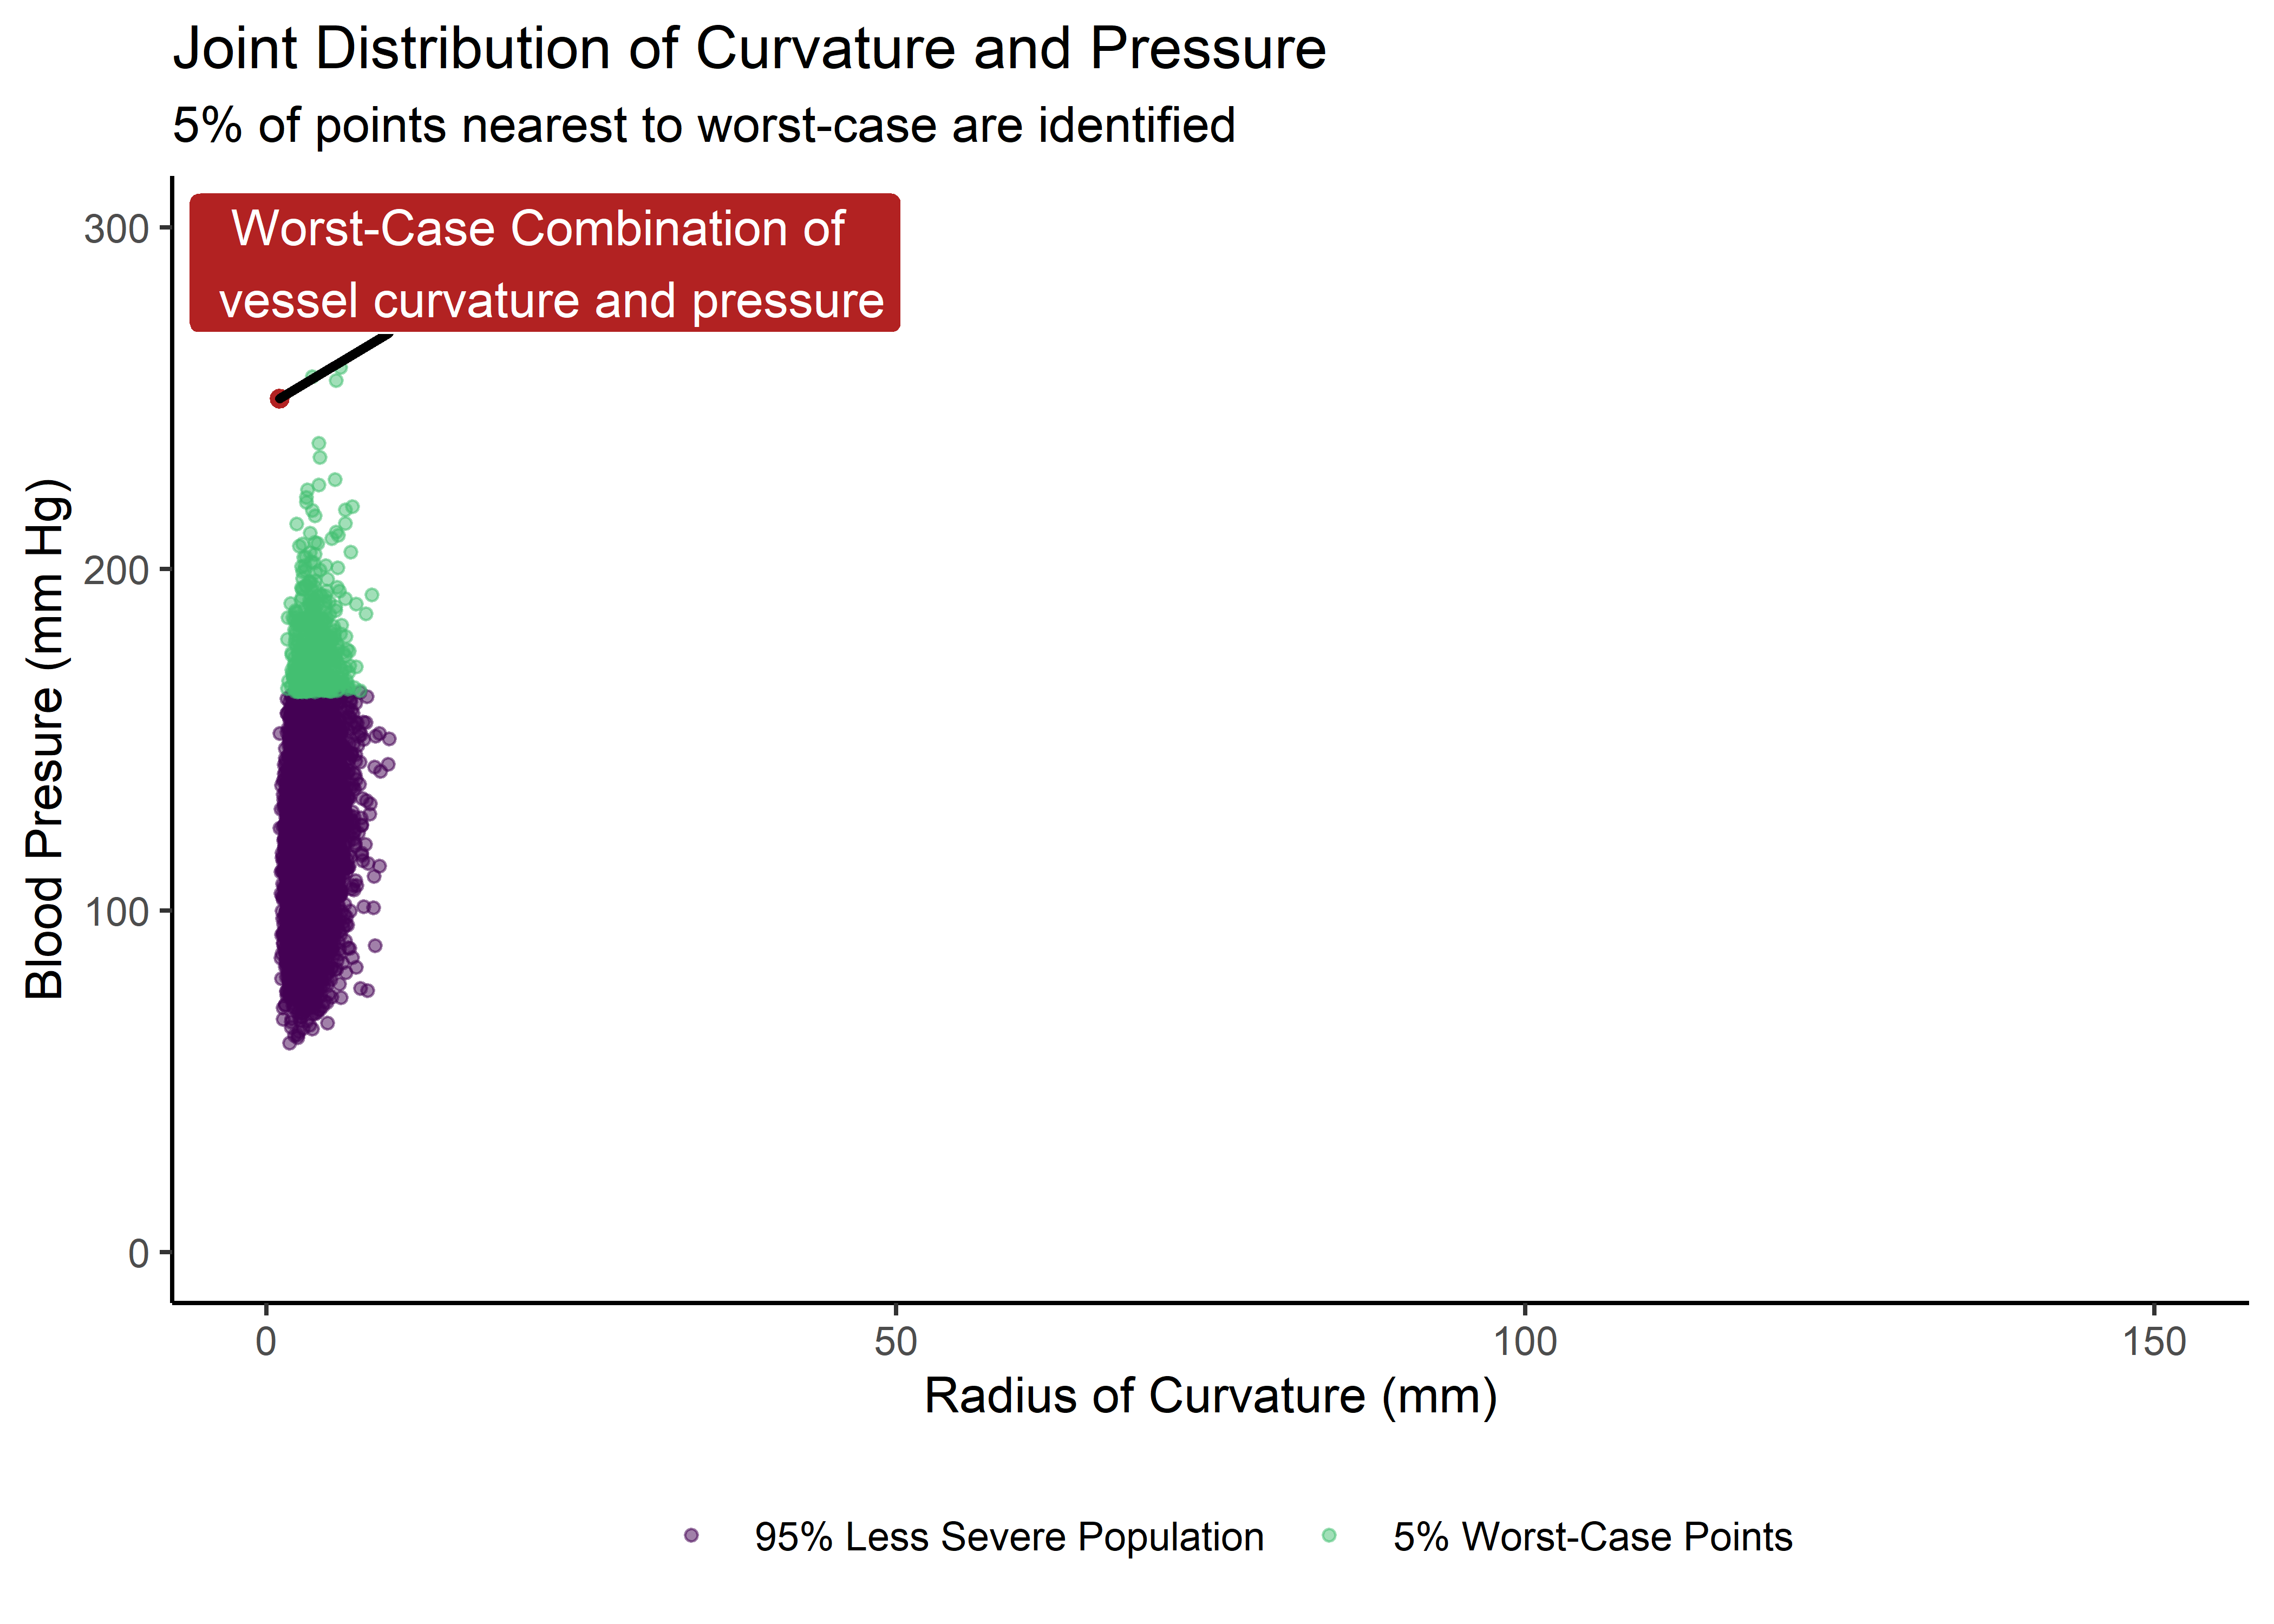 Joint Distribution of Curvature and Pressure
5% of points nearest to worst-case are identified
Worst-Case Combination of
vessel curvature and pressure
300
200
100
0
Blood Presure (mm Hg)
0 50 100 150
Radius of Curvature (mm)
95% Less Severe Population 5% Worst-Case Points